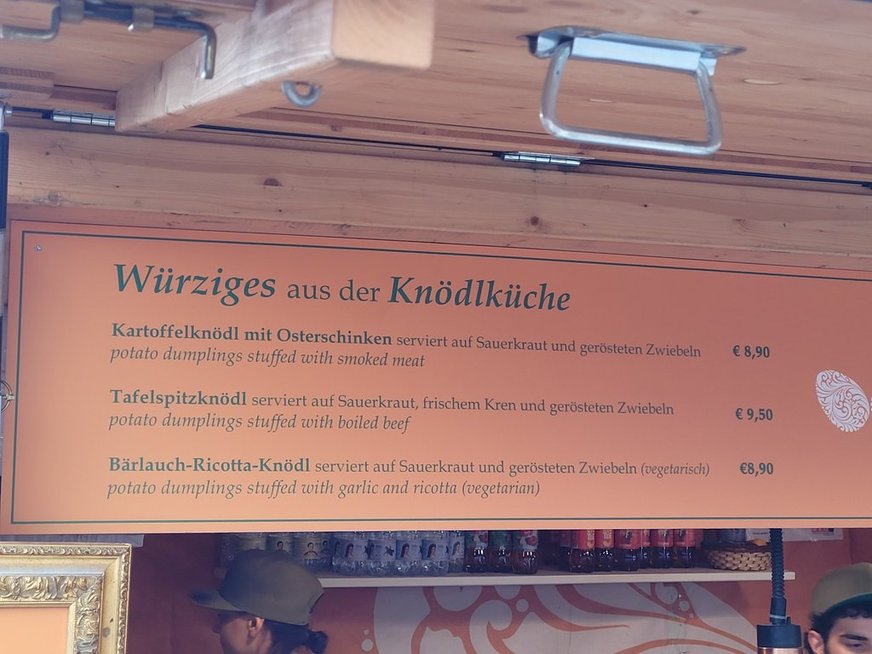 Würziges aus der Knödlküche
Kartoffelknödl mit Osterschinken serviert auf Sauerkraut und gerösteten Zwiebeln € 8,90
potato dumplings stuffed with smoked meat
Tafelspitzknödl serviert auf Sauerkraut, frischem Kren und gerösteten Zwiebeln € 9,50
potato dumplings stuffed with boiled beef
Bärlauch-Ricotta-Knödl serviert auf Sauerkraut und gerösteten Zwiebeln (vegetarisch) €8,90
potato dumplings stuffed with garlic and ricotta (vegetarian)